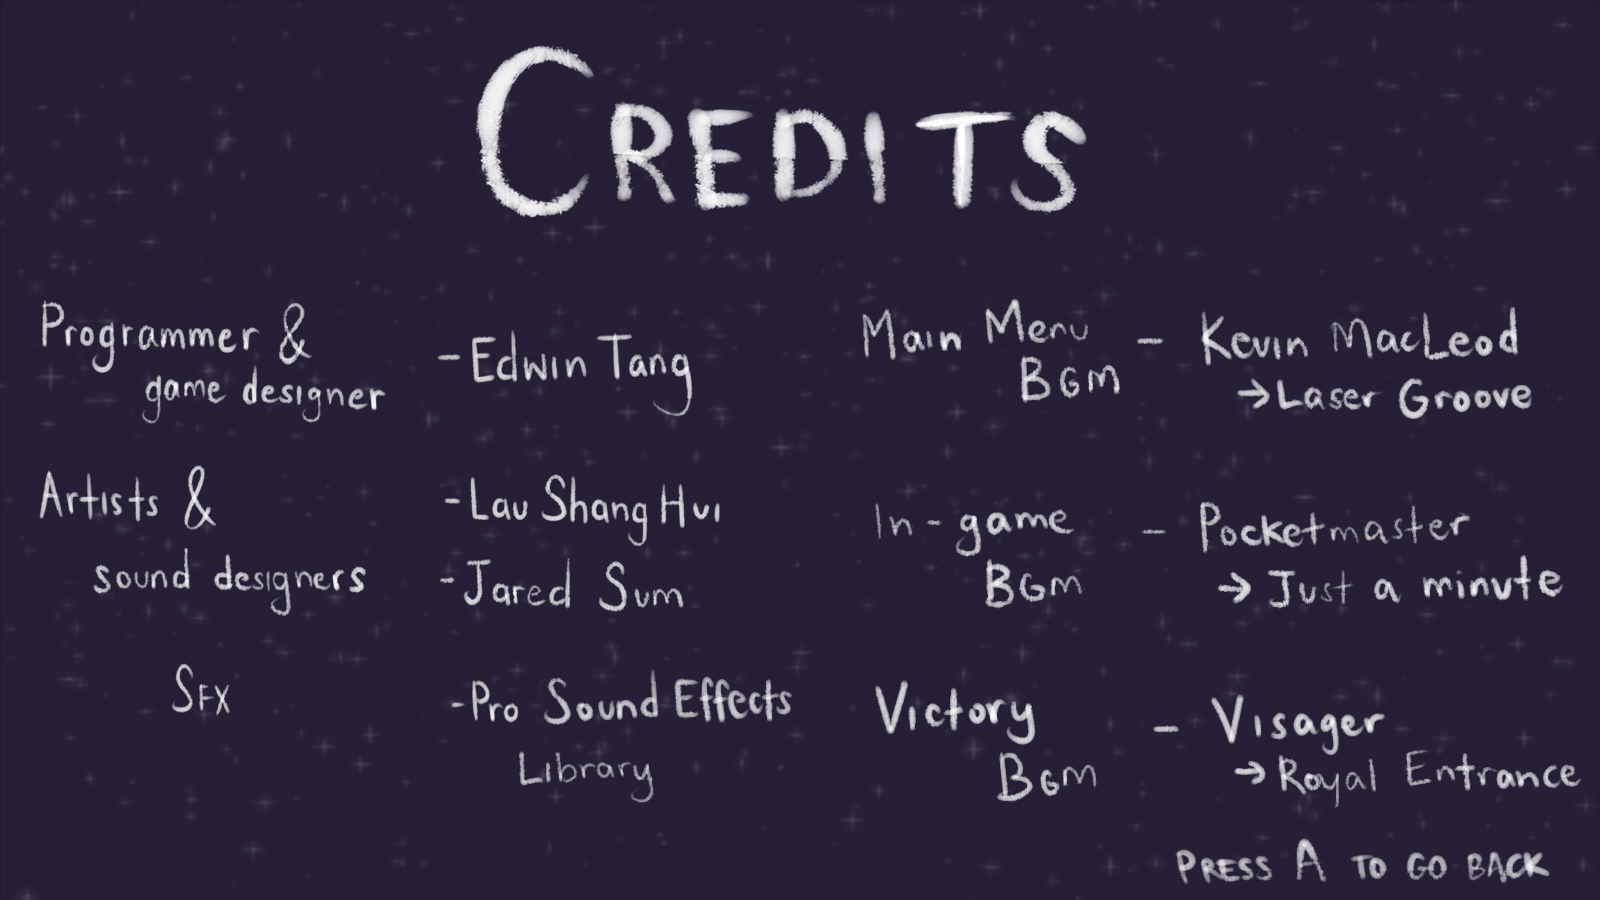 CREDITS
Programmer &
game designer
- Edwin Tang
Artists &
sound designers
- Lau Shang Hui
- Jared Sum
SFX
- Pro Sound Effects
Library
Main Menu
BGM
- Kevin MacLeod
→ Laser Groove
In-game
BGM
- Pocketmaster
→ Just a minute
Victory
BGM
- Visager
→ Royal Entrance
PRESS A TO GO BACK